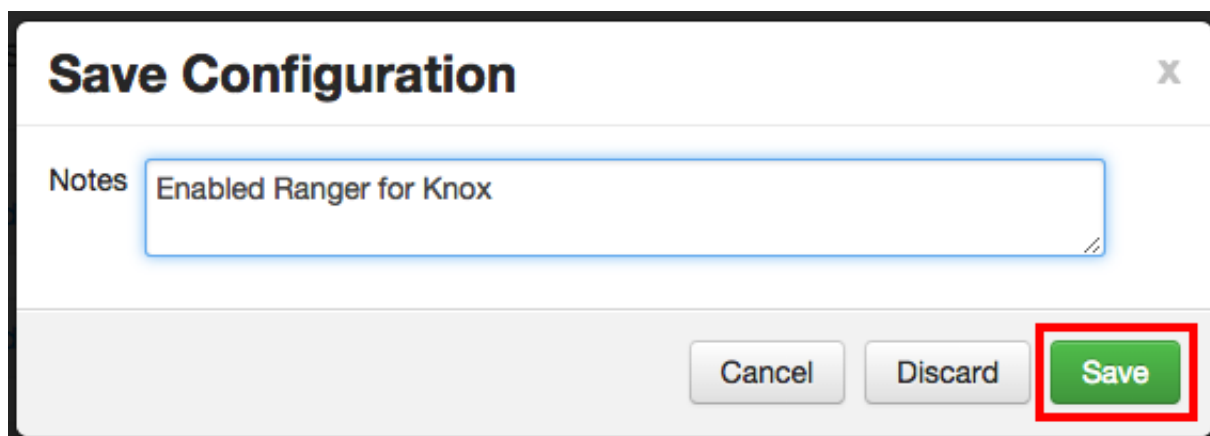 Save Configuration
x
Notes
Enabled Ranger for Knox
Cancel
Discard
Save